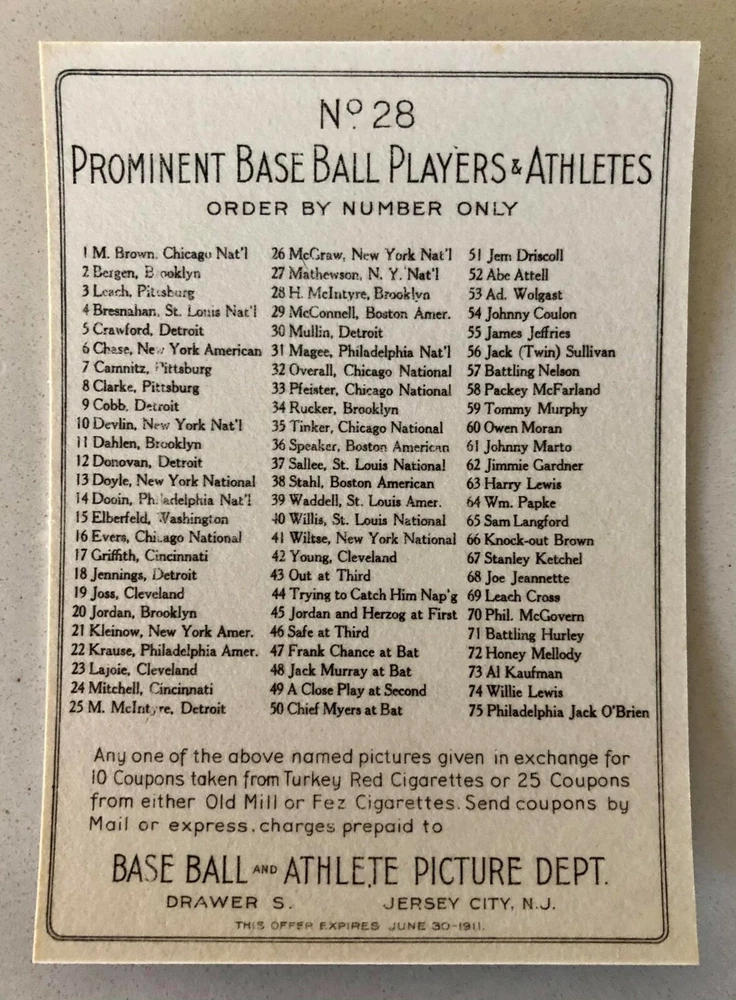 Nº 28
PROMINENT BASE BALL PLAYERS & ATHLETES
ORDER BY NUMBER ONLY
1 M. Brown, Chicago Nat'l
2 Bergen, Brooklyn
3 Leach, Pittsburg
4 Bresnahan, St. Louis Nat'l
5 Crawford, Detroit
6 Chase, New York American
7 Camnitz, Pittsburg
8 Clarke, Pittsburg
9 Cobb, Detroit
10 Devlin, New York Nat'l
11 Dahlen, Brooklyn
12 Donovan, Detroit
13 Doyle, New York National
14 Dooin, Philadelphia Nat'l
15 Elberfeld, Washington
16 Evers, Chicago National
17 Griffith, Cincinnati
18 Jennings, Detroit
19 Joss, Cleveland
20 Jordan, Brooklyn
21 Kleinow, New York Amer.
22 Krause, Philadelphia Amer.
23 Lajoie, Cleveland
24 Mitchell, Cincinnati
25 M. McIntyre, Detroit
26 McGraw, New York Nat'l
27 Mathewson, N. Y. Nat'l
28 H. McIntyre, Brooklyn
29 McConnell, Boston Amer.
30 Mullin, Detroit
31 Magee, Philadelphia Nat'l
32 Overall, Chicago National
33 Pfeister, Chicago National
34 Rucker, Brooklyn
35 Tinker, Chicago National
36 Speaker, Boston American
37 Sallee, St. Louis National
38 Stahl, Boston American
39 Waddell, St. Louis Amer.
40 Willis, St. Louis National
41 Wiltse, New York National
42 Young, Cleveland
43 Out at Third
44 Trying to Catch Him Nap'g
45 Jordan and Herzog at First
46 Safe at Third
47 Frank Chance at Bat
48 Jack Murray at Bat
49 A Close Play at Second
50 Chief Myers at Bat
51 Jem Driscoll
52 Abe Attell
53 Ad. Wolgast
54 Johnny Coulon
55 James Jeffries
56 Jack (Twin) Sullivan
57 Battling Nelson
58 Packey McFarland
59 Tommy Murphy
60 Owen Moran
61 Johnny Marto
62 Jimmie Gardner
63 Harry Lewis
64 Wm. Papke
65 Sam Langford
66 Knock-out Brown
67 Stanley Ketchel
68 Joe Jeannette
69 Leach Cross
70 Phil. McGovern
71 Battling Hurley
72 Honey Mellody
73 Al Kaufman
74 Willie Lewis
75 Philadelphia Jack O'Brien
Any one of the above named pictures given in exchange for
10 Coupons taken from Turkey Red Cigarettes or 25 Coupons
from either Old Mill or Fez Cigarettes. Send coupons by
Mail or express, charges prepaid to
BASE BALL AND ATHLETE PICTURE DEPT.
DRAWER S. JERSEY CITY, N.J.
THIS OFFER EXPIRES JUNE 30-1911.